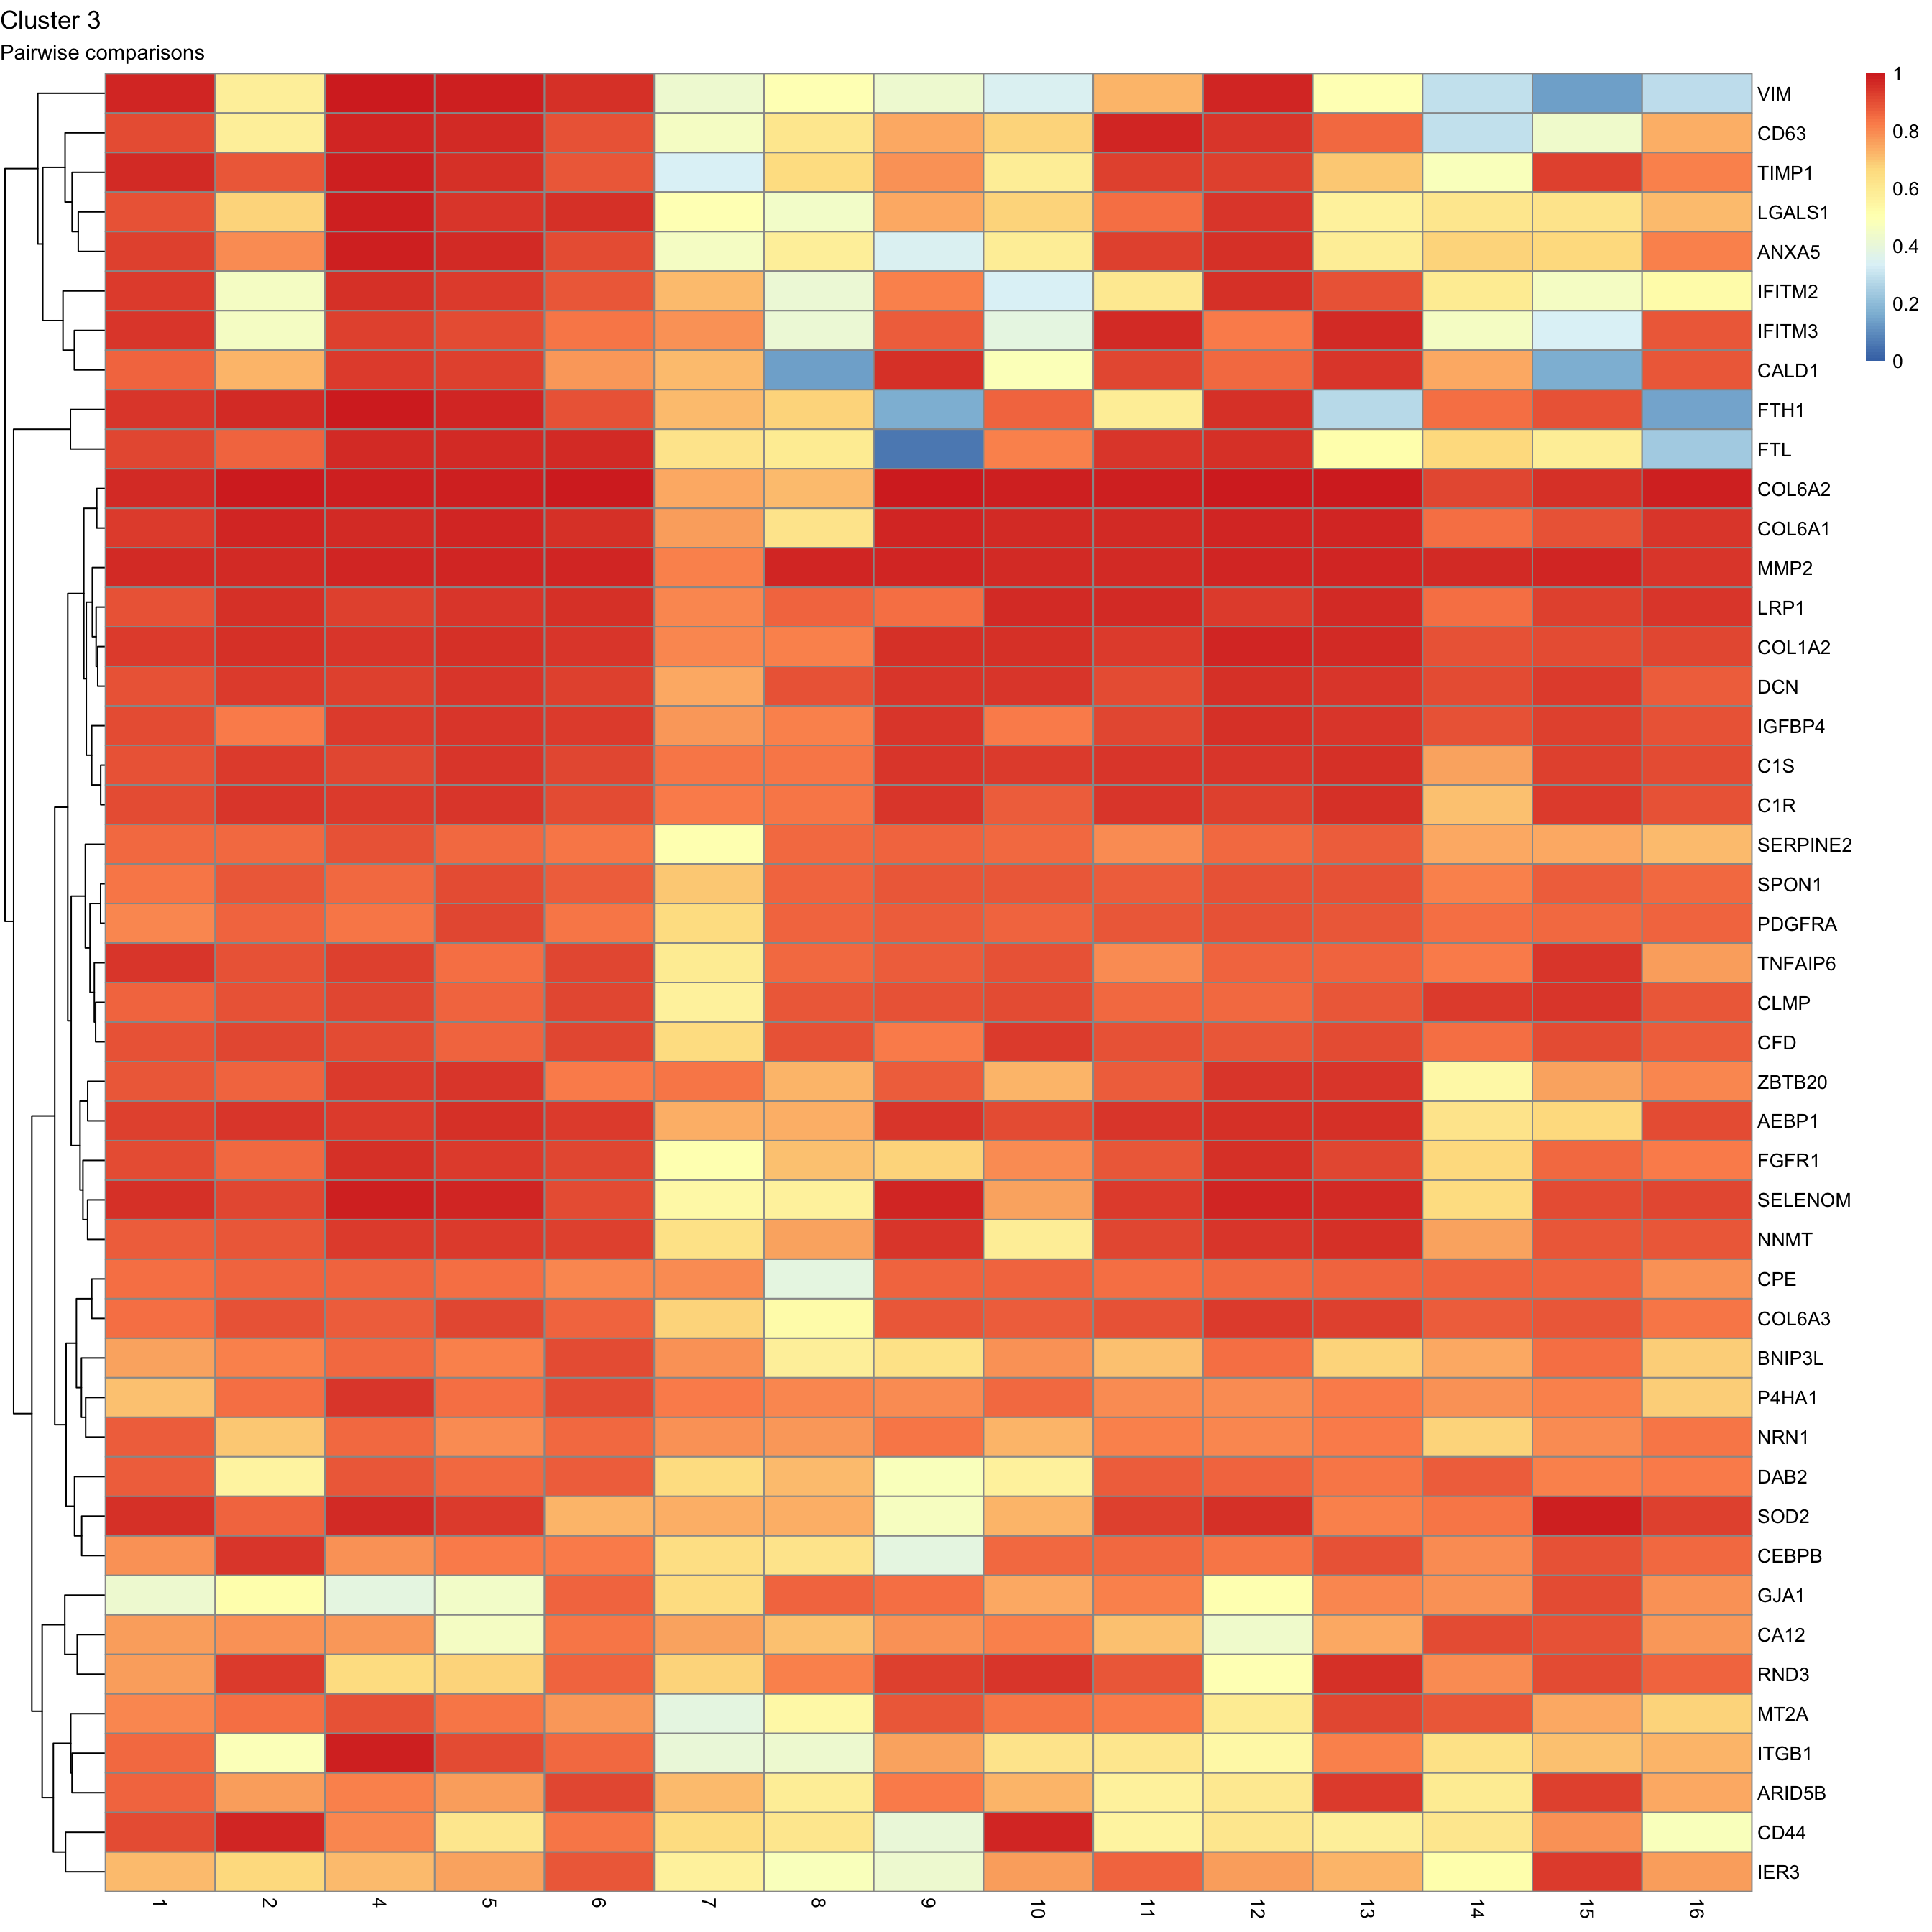 Cluster 3
Pairwise comparisons
1
0.8
0.6
0.4
0.2
0
VIM
CD63
TIMP1
LGALS1
ANXA5
IFITM2
IFITM3
CALD1
FTH1
FTL
COL6A2
COL6A1
MMP2
LRP1
COL1A2
DCN
IGFBP4
C1S
C1R
SERPINE2
SPON1
PDGFRA
TNFAIP6
CLMP
CFD
ZBTB20
AEBP1
FGFR1
SELENOM
NNMT
CPE
COL6A3
BNIP3L
P4HA1
NRN1
DAB2
SOD2
CEBPB
GJA1
CA12
RND3
MT2A
ITGB1
ARID5B
CD44
IER3
1 2 4 5 6 7 8 9 10 11 12 13 14 15 16